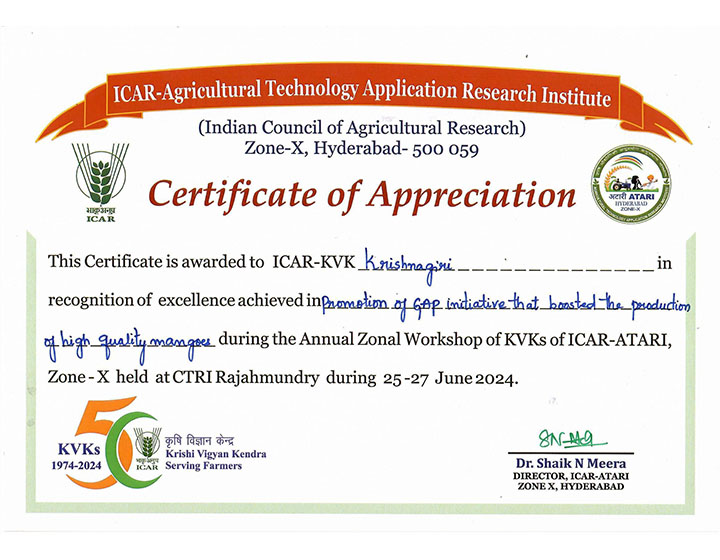 ICAR-Agricultural Technology Application Research Institute
(Indian Council of Agricultural Research)
Zone-X, Hyderabad- 500 059
भाकृअनुप
ICAR
Certificate of Appreciation
अटारी ATARI
HYDERABAD
ZONE-X
This Certificate is awarded to ICAR-KVK Krishnagiri in
recognition of excellence achieved in promotion of GAP initiative that boosted the production
of high quality mangoes during the Annual Zonal Workshop of KVKs of ICAR-ATARI,
Zone-X held at CTRI Rajahmundry during 25-27 June 2024.
50
KVKs
1974-2024
भाकृअनुप
ICAR
कृषि विज्ञान केन्द्र
Krishi Vigyan Kendra
Serving Farmers
Dr. Shaik N Meera
DIRECTOR, ICAR-ATARI
ZONE X, HYDERABAD